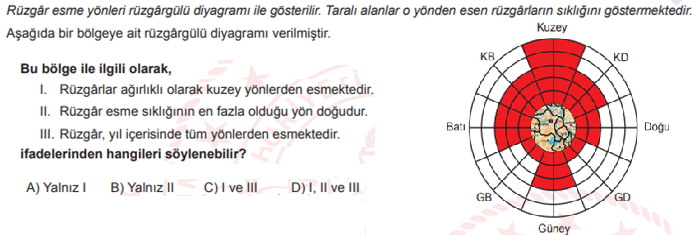 Rüzgâr esme yönleri rüzgârgülü diyagramı ile gösterilir. Taralı alanlar o yönden esen rüzgârların sıklığını göstermektedir.
Aşağıda bir bölgeye ait rüzgârgülü diyagramı verilmiştir.
Bu bölge ile ilgili olarak,
I. Rüzgârlar ağırlıklı olarak kuzey yönlerden esmektedir.
II. Rüzgâr esme sıklığının en fazla olduğu yön doğudur.
III. Rüzgâr, yıl içerisinde tüm yönlerden esmektedir.
ifadelerinden hangileri söylenebilir?
A) Yalnız I B) Yalnız II C) I ve III D) I, II ve III
Kuzey
KB KD
Batı Doğu
GB GD
Güney